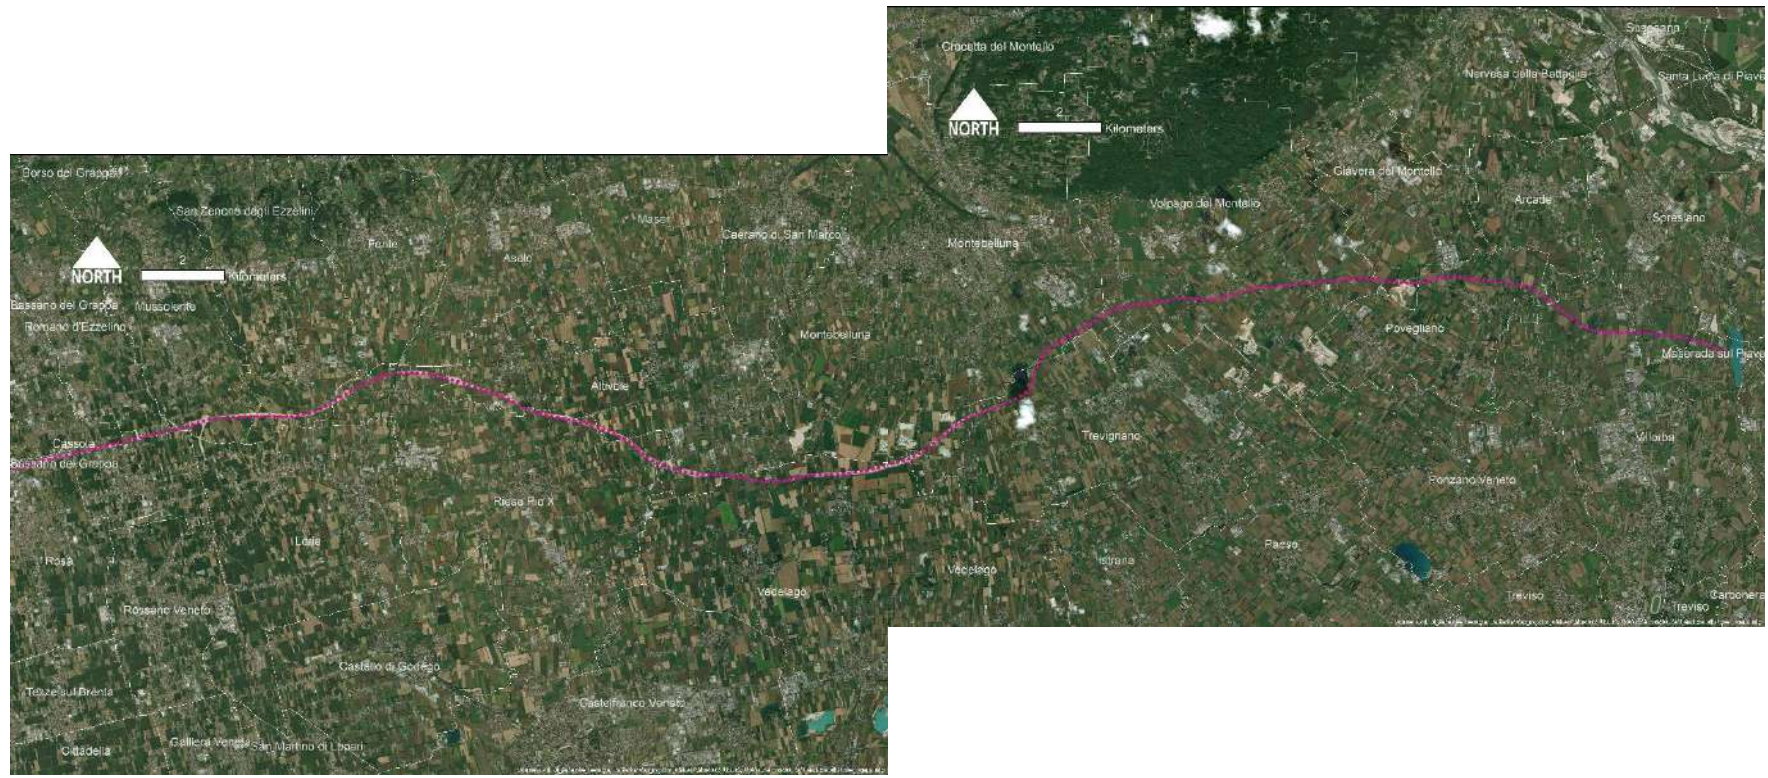 Crocetta del Montello
Susegana
Nervesa della Battaglia
Santa Lucia di Piave
2
NORTH
Kilometers
Borso del Grappa
Giavera del Montello
San Zenone degli Ezzelini
Volpago del Montello
Arcade
Maser
Spresiano
Caerano di San Marco
Fonte
Montebelluna
Asolo
2
NORTH
Kilometers
Bassano del Grappa
Mussolente
Romano d'Ezzelino
Montebelluna
Povegliano
Maserada sul Piave
Altivole
Cassola
Trevignano
Villorba
Bassano del Grappa
Ponzano Veneto
Riese Pio X
Loria
Paese
Rosà
Istrana
Vedelago
Vedelago
Treviso
Carbonera
Treviso
Rossano Veneto
Castello di Godego
Tezze sul Brenta
Castelfranco Veneto
Galliera Veneta
San Martino di Lupari
Cittadella